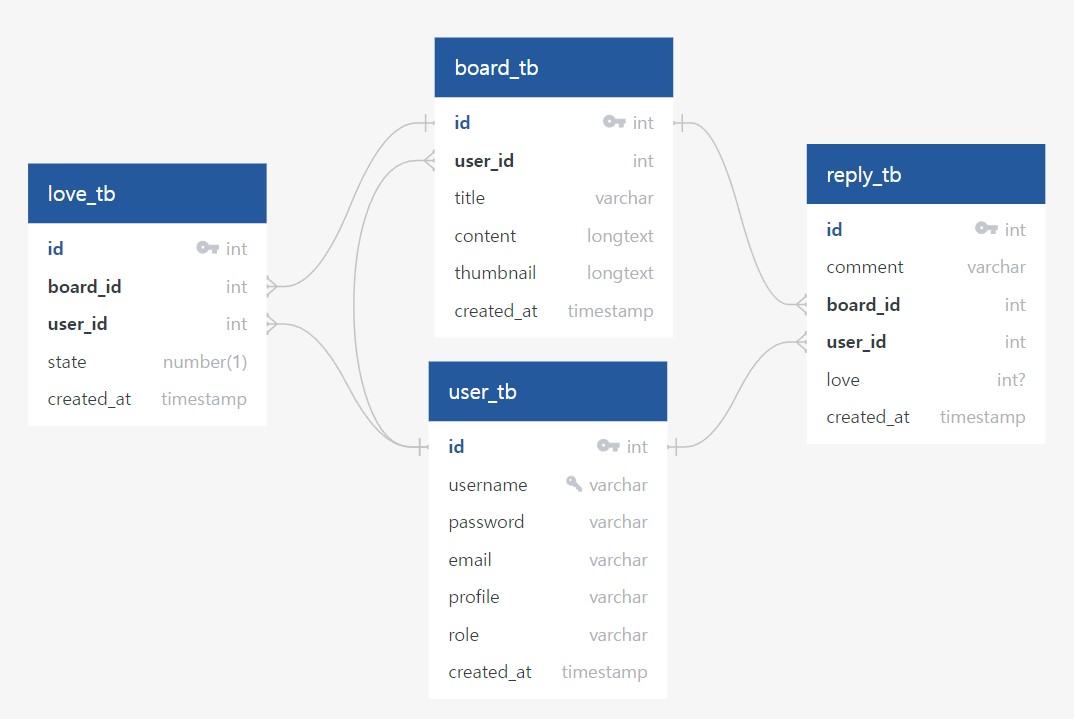 board_tb
id int
user_id int
title varchar
content longtext
thumbnail longtext
created_at timestamp
love_tb
id int
board_id int
user_id int
state number(1)
created_at timestamp
reply_tb
id int
comment varchar
board_id int
user_id int
love int?
created_at timestamp
user_tb
id int
username varchar
password varchar
email varchar
profile varchar
role varchar
created_at timestamp